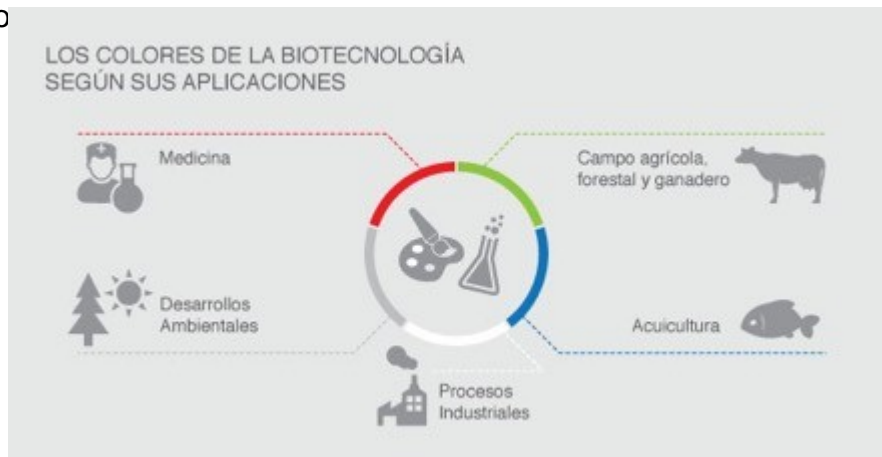 LOS COLORES DE LA BIOTECNOLOGÍA
SEGÚN SUS APLICACIONES
Medicina
Campo agrícola,
forestal y ganadero
Desarrollos
Ambientales
Acuicultura
Procesos
Industriales